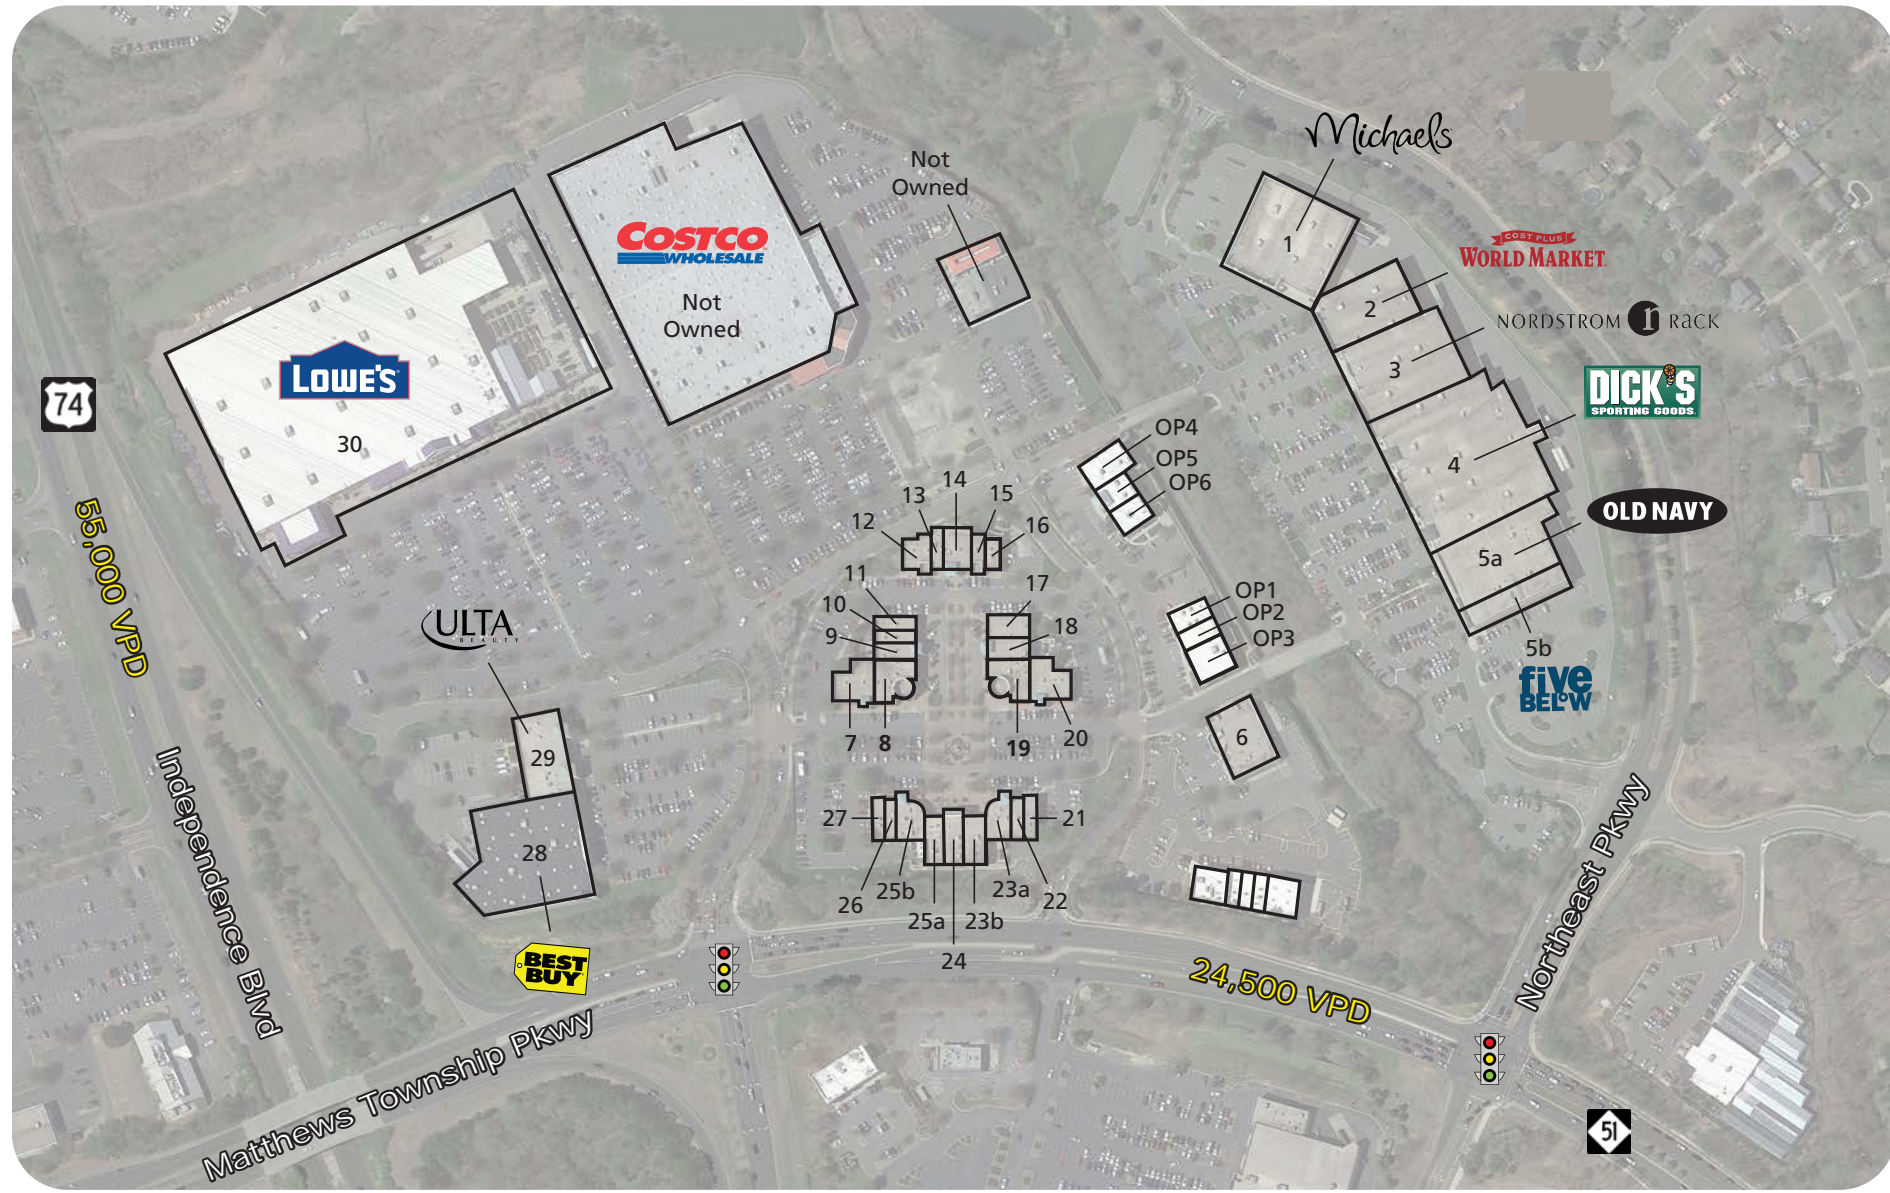 Michaels
Not
Owned
COSTCO
WHOLESALE
Not
Owned
1
COST PLUS
WORLD MARKET
2
NORDSTROM r RACK
3
LOWE'S
30
74
DICK'S
SPORTING GOODS
4
OLD NAVY
5a
5b
five
BELOW
OP4
OP5
OP6
12
13
14
15
16
11
10
9
17
18
7
8
19
20
OP1
OP2
OP3
6
55,000 VPD
ULTA
BEAUTY
29
28
BEST
BUY
27
26
25b
25a
24
23b
23a
22
21
Independence Blvd
Matthews Township Pkwy
24,500 VPD
Northeast Pkwy
51